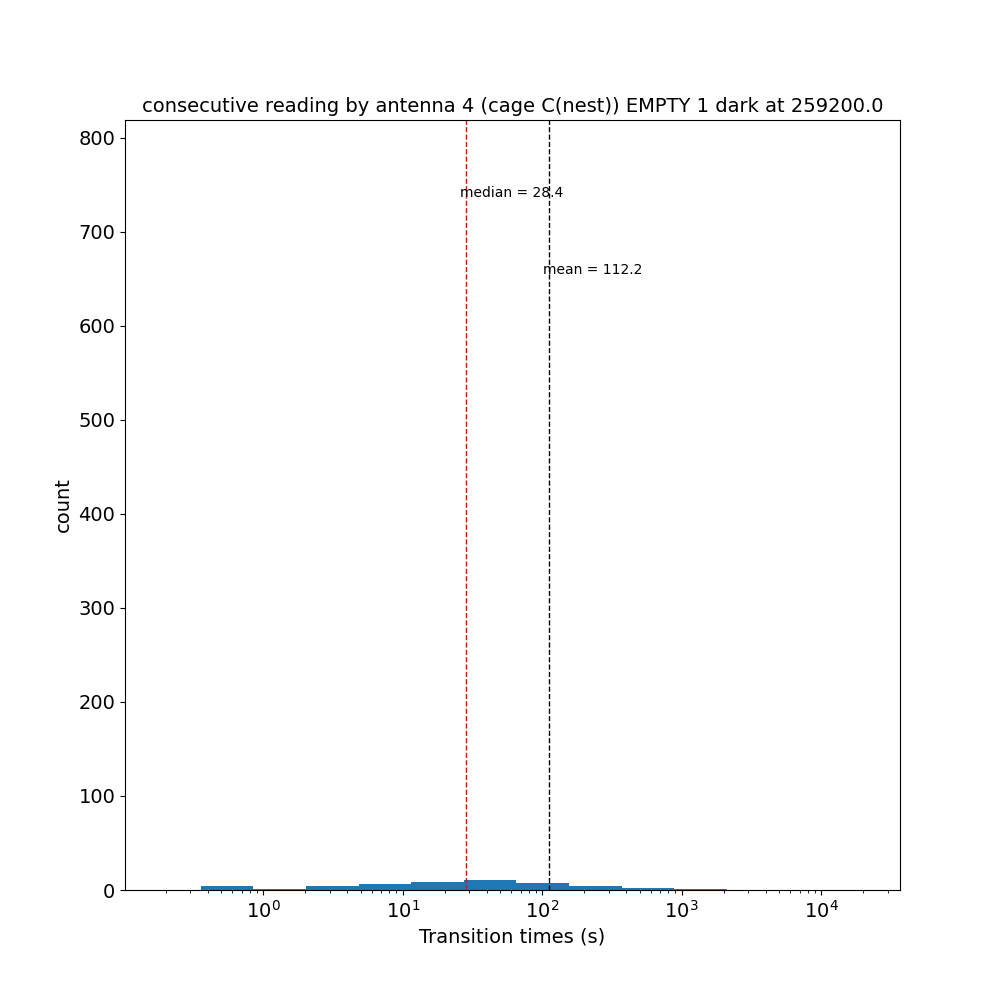 consecutive reading by antenna 4 (cage C(nest)) EMPTY 1 dark at 259200.0
800
700
600
500
400
300
200
100
0
count
median = 28.4
mean = 112.2
10⁰
10¹
10²
10³
10⁴
Transition times (s)